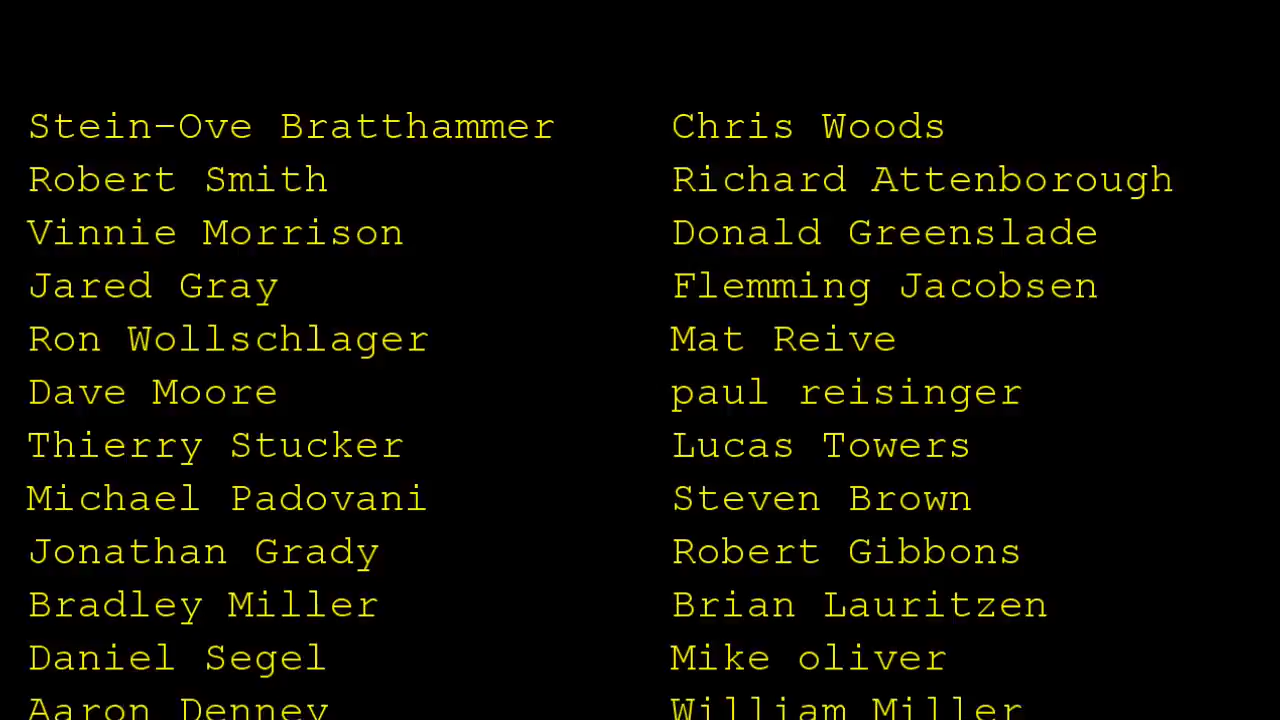 Stein-Ove Bratthammer
Robert Smith
Vinnie Morrison
Jared Gray
Ron Wollschlager
Dave Moore
Thierry Stucker
Michael Padovani
Jonathan Grady
Bradley Miller
Daniel Segel
Aaron Denney
Chris Woods
Richard Attenborough
Donald Greenslade
Flemming Jacobsen
Mat Reive
paul reisinger
Lucas Towers
Steven Brown
Robert Gibbons
Brian Lauritzen
Mike oliver
William Miller